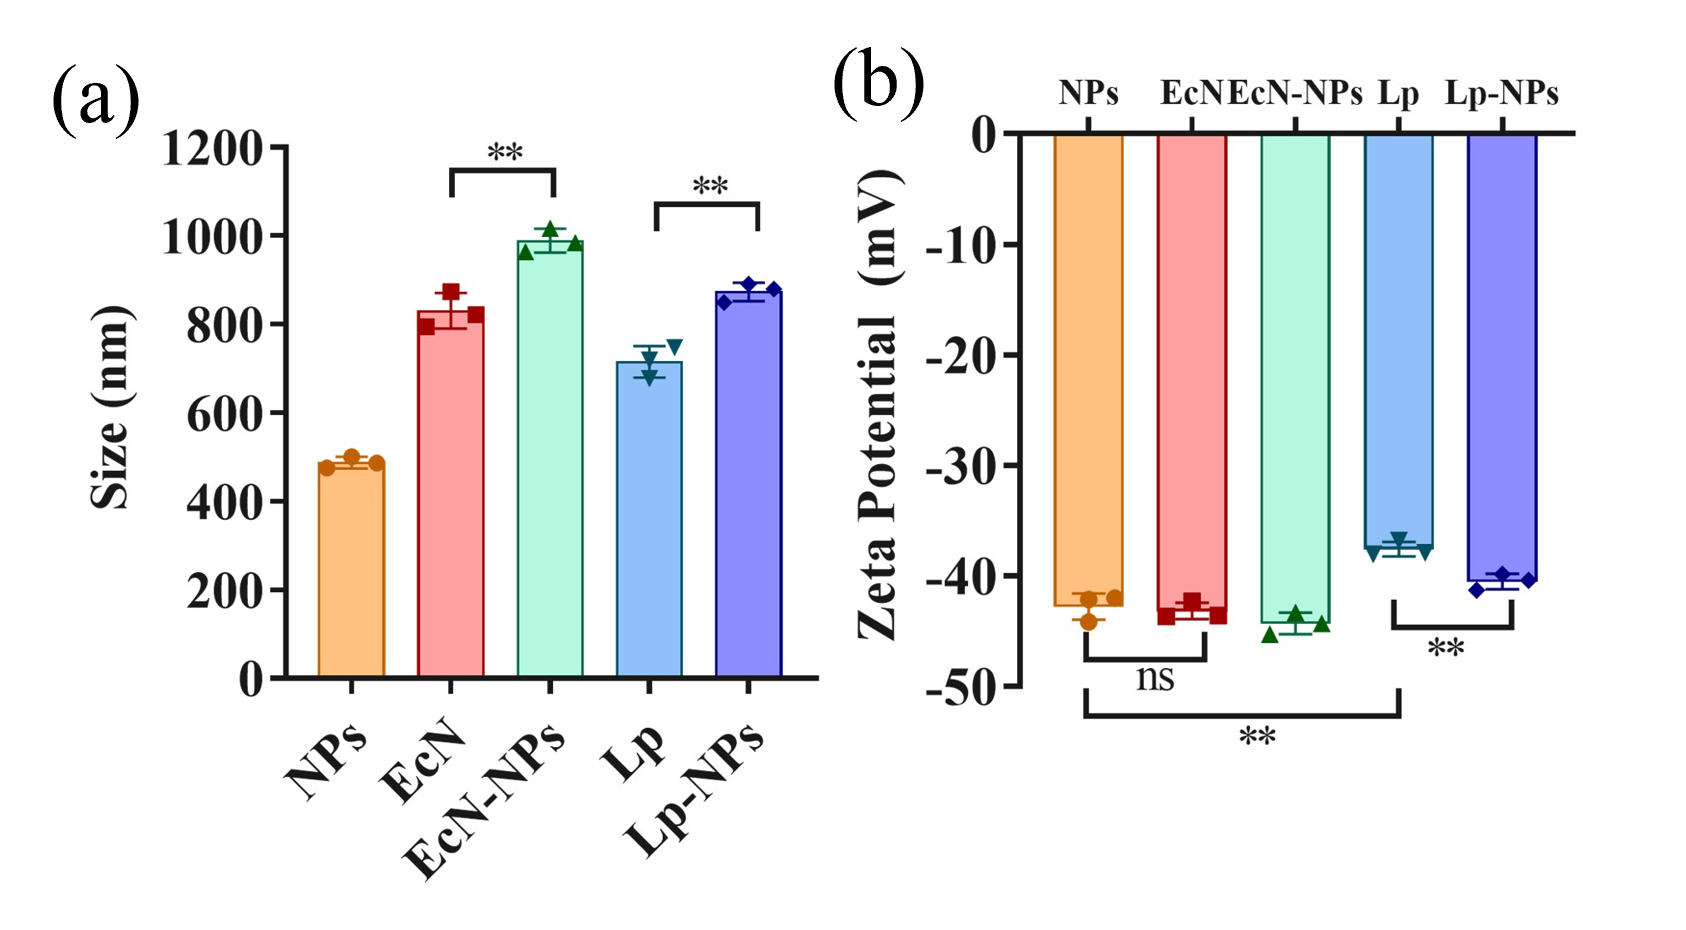 (a)
Size (nm)
1200
1000
800
600
400
200
0
**
**
NPs
EcN
EcN-NPs
Lp
Lp-NPs
(b)
NPs EcN EcN-NPs Lp Lp-NPs
Zeta Potential (m V)
0
-10
-20
-30
-40
-50
ns
**
**